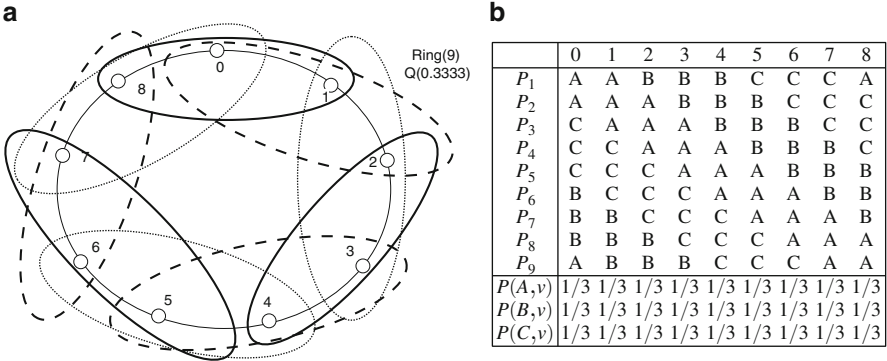 a
b
Ring(9)
Q(0.3333)
0
1
2
3
4
5
6
7
8
0 1 2 3 4 5 6 7 8
P1 A A B B B C C C A
P2 A A A B B B C C C
P3 C A A A B B B C C
P4 C C A A A B B B C
P5 C C C A A A B B B
P6 B C C C A A A B B
P7 B B C C C A A A B
P8 B B B C C C A A A
P9 A B B B C C C A A
P(A,v) 1/3 1/3 1/3 1/3 1/3 1/3 1/3 1/3 1/3
P(B,v) 1/3 1/3 1/3 1/3 1/3 1/3 1/3 1/3 1/3
P(C,v) 1/3 1/3 1/3 1/3 1/3 1/3 1/3 1/3 1/3